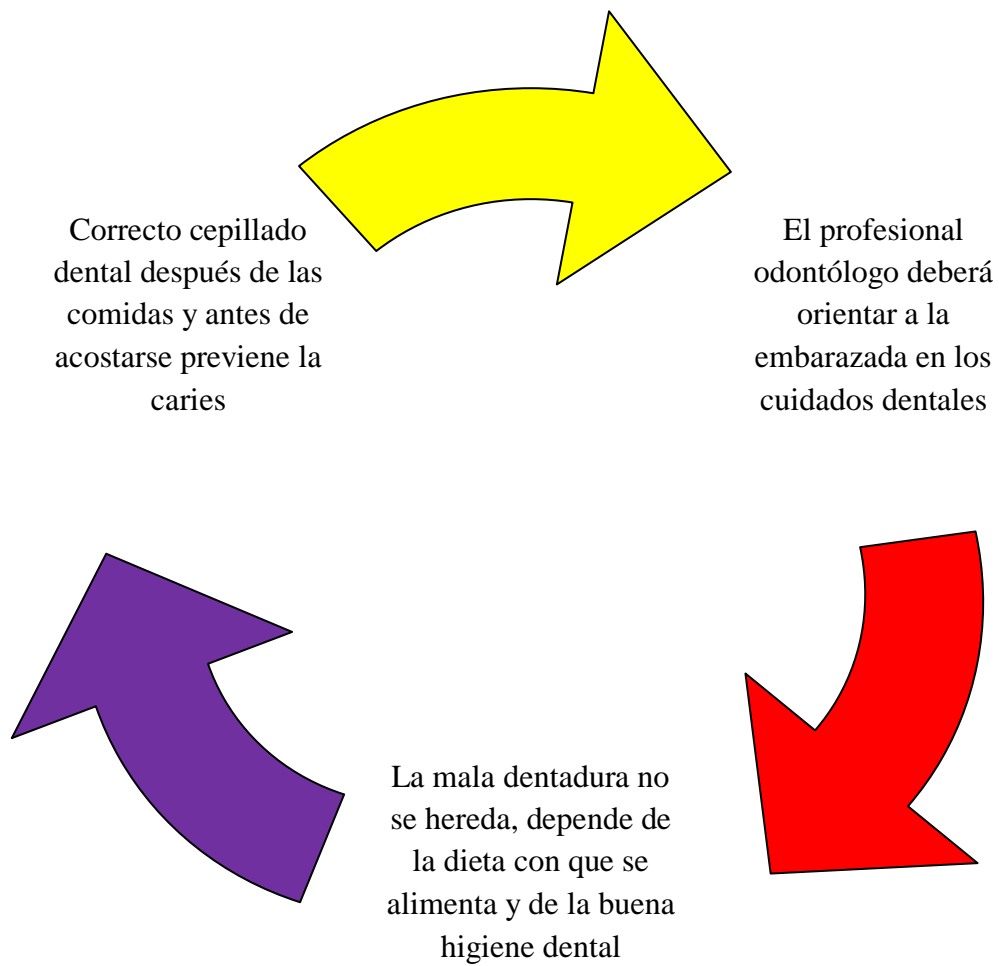 Correcto cepillado
dental después de las
comidas y antes de
acostarse previene la
caries
El profesional
odontólogo deberá
orientar a la
embarazada en los
cuidados dentales
La mala dentadura no
se hereda, depende de
la dieta con que se
alimenta y de la buena
higiene dental